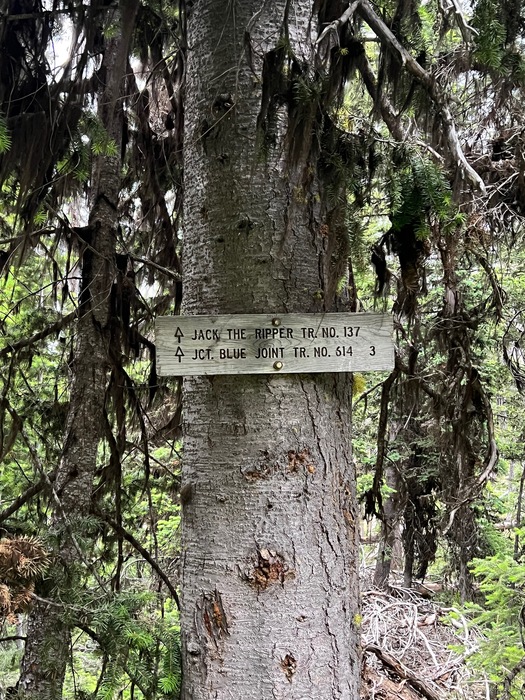 JACK THE RIPPER TR. NO. 137
JCT. BLUE JOINT TR. NO. 614 3